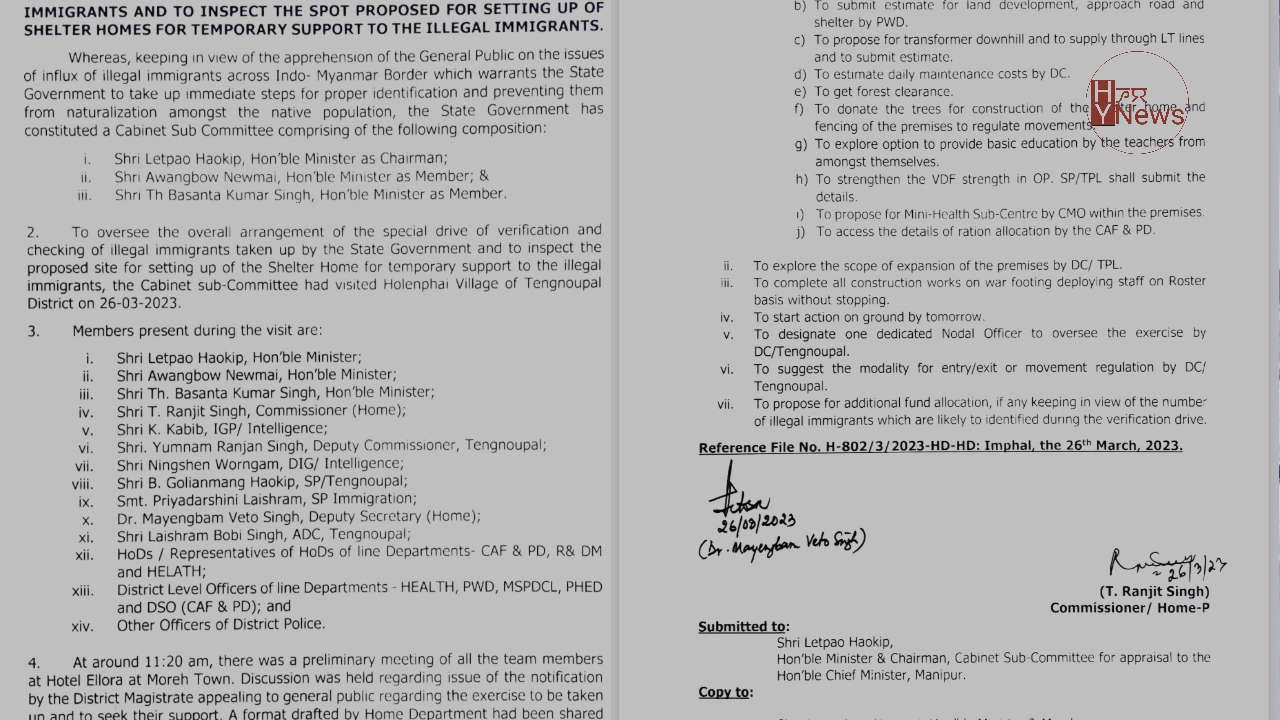 IMMIGRANTS AND TO INSPECT THE SPOT PROPOSED FOR SETTING UP OF
SHELTER HOMES FOR TEMPORARY SUPPORT TO THE ILLEGAL IMMIGRANTS.
Whereas, keeping in view of the apprehension of the General Public on the issues
of influx of illegal immigrants across Indo- Myanmar Border which warrants the State
Government to take up immediate steps for proper identification and preventing them
from naturalization amongst the native population, the State Government has
constituted a Cabinet Sub Committee comprising of the following composition:
i. Shri Letpao Haokip, Hon'ble Minister as Chairman;
ii. Shri Awangbow Newmai, Hon'ble Minister as Member; &
iii. Shri Th Basanta Kumar Singh, Hon'ble Minister as Member.
2. To oversee the overall arrangement of the special drive of verification and
checking of illegal immigrants taken up by the State Government and to inspect the
proposed site for setting up of the Shelter Home for temporary support to the illegal
immigrants, the Cabinet sub-Committee had visited Holenphai Village of Tengnoupal
District on 26-03-2023.
3. Members present during the visit are:
i. Shri Letpao Haokip, Hon'ble Minister;
ii. Shri Awangbow Newmai, Hon'ble Minister;
iii. Shri Th. Basanta Kumar Singh, Hon'ble Minister;
iv. Shri T. Ranjit Singh, Commissioner (Home);
v. Shri K. Kabib, IGP/ Intelligence;
vi. Shri. Yumnam Ranjan Singh, Deputy Commissioner, Tengnoupal;
vii. Shri Ningshen Worngam, DIG/ Intelligence;
viii. Shri B. Golianmang Haokip, SP/Tengnoupal;
ix. Smt. Priyadarshini Laishram, SP Immigration;
x. Dr. Mayengbam Veto Singh, Deputy Secretary (Home);
xi. Shri Laishram Bobi Singh, ADC, Tengnoupal;
xii. HoDs / Representatives of HoDs of line Departments- CAF & PD, R& DM
and HELATH;
xiii. District Level Officers of line Departments - HEALTH, PWD, MSPDCL, PHED
and DSO (CAF & PD); and
xiv. Other Officers of District Police.
4. At around 11:20 am, there was a preliminary meeting of all the team members
at Hotel Ellora at Moreh Town. Discussion was held regarding issue of the notification
by the District Magistrate appealing to general public regarding the exercise to be taken
up and to seek their support. A format drafted by Home Department had been shared
b) To submit estimate for land development, approach road and
shelter by PWD.
c) To propose for transformer downhill and to supply through LT lines
and to submit estimate.
d) To estimate daily maintenance costs by DC.
e) To get forest clearance.
f) To donate the trees for construction of the home and
fencing of the premises to regulate movements
g) To explore option to provide basic education by the teachers from
amongst themselves.
h) To strengthen the VDF strength in OP. SP/TPL shall submit the
details.
i) To propose for Mini-Health Sub-Centre by CMO within the premises.
j) To access the details of ration allocation by the CAF & PD.
ii. To explore the scope of expansion of the premises by DC/ TPL.
iii. To complete all construction works on war footing deploying staff on Roster
basis without stopping.
iv. To start action on ground by tomorrow.
v. To designate one dedicated Nodal Officer to oversee the exercise by
DC/Tengnoupal.
vi. To suggest the modality for entry/exit or movement regulation by DC/
Tengoupal.
vii. To propose for additional fund allocation, if any keeping in view of the number
of illegal immigrants which are likely to identified during the verification drive.
Reference File No. H-802/3/2023-HD-HD: Imphal, the 26th March, 2023.
26/03/2023
(Dr. Mayengbam Veto Singh)
26/3/23
(T. Ranjit Singh)
Commissioner/ Home-P
Submitted to:
Shri Letpao Haokip,
Hon'ble Minister & Chairman, Cabinet Sub-Committee for appraisal to the
Hon'ble Chief Minister, Manipur.
Copy to:
HY News